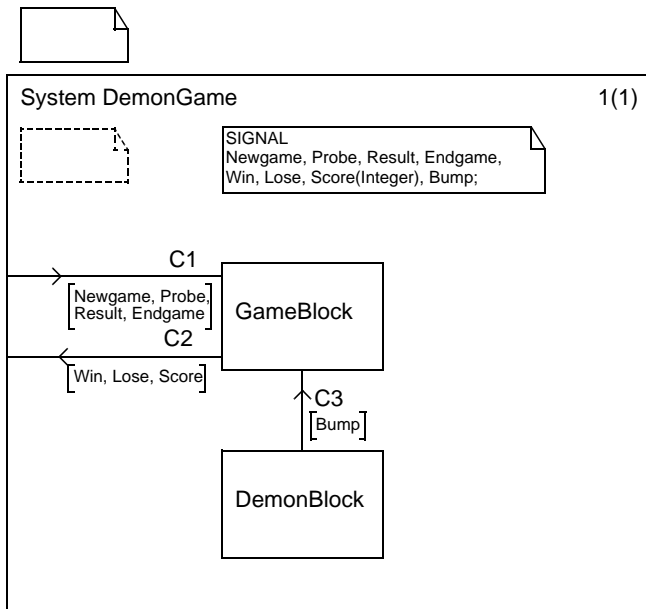 System DemonGame
1(1)
SIGNAL
Newgame, Probe, Result, Endgame,
Win, Lose, Score(Integer), Bump;
C1
[Newgame, Probe,
Result, Endgame]
GameBlock
C2
[Win, Lose, Score]
C3
[Bump]
DemonBlock